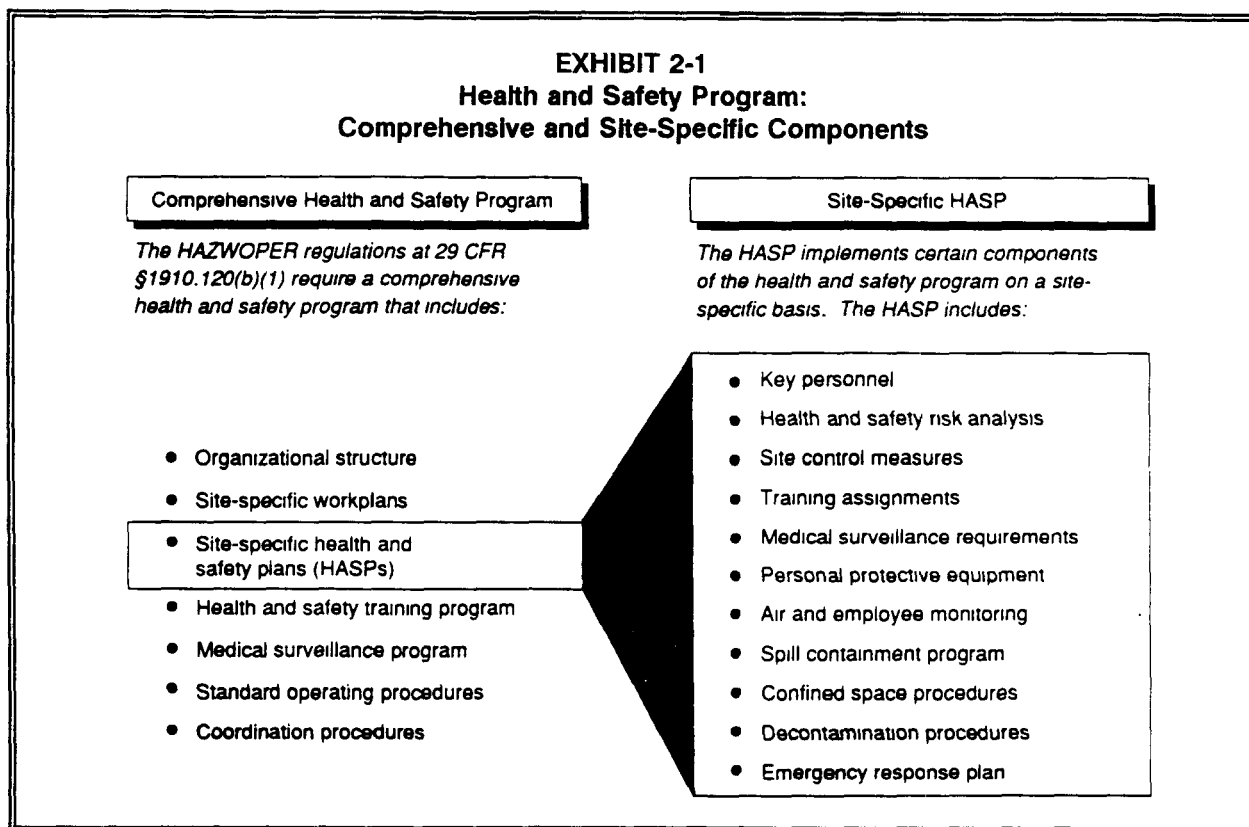 EXHIBIT 2-1
Health and Safety Program:
Comprehensive and Site-Specific Components
Comprehensive Health and Safety Program
The HAZWOPER regulations at 29 CFR
§1910.120(b)(1) require a comprehensive
health and safety program that includes:
• Organizational structure
• Site-specific workplans
• Site-specific health and
safety plans (HASPs)
• Health and safety training program
• Medical surveillance program
• Standard operating procedures
• Coordination procedures
Site-Specific HASP
The HASP implements certain components
of the health and safety program on a site-
specific basis. The HASP includes:
• Key personnel
• Health and safety risk analysis
• Site control measures
• Training assignments
• Medical surveillance requirements
• Personal protective equipment
• Air and employee monitoring
• Spill containment program
• Confined space procedures
• Decontamination procedures
• Emergency response plan